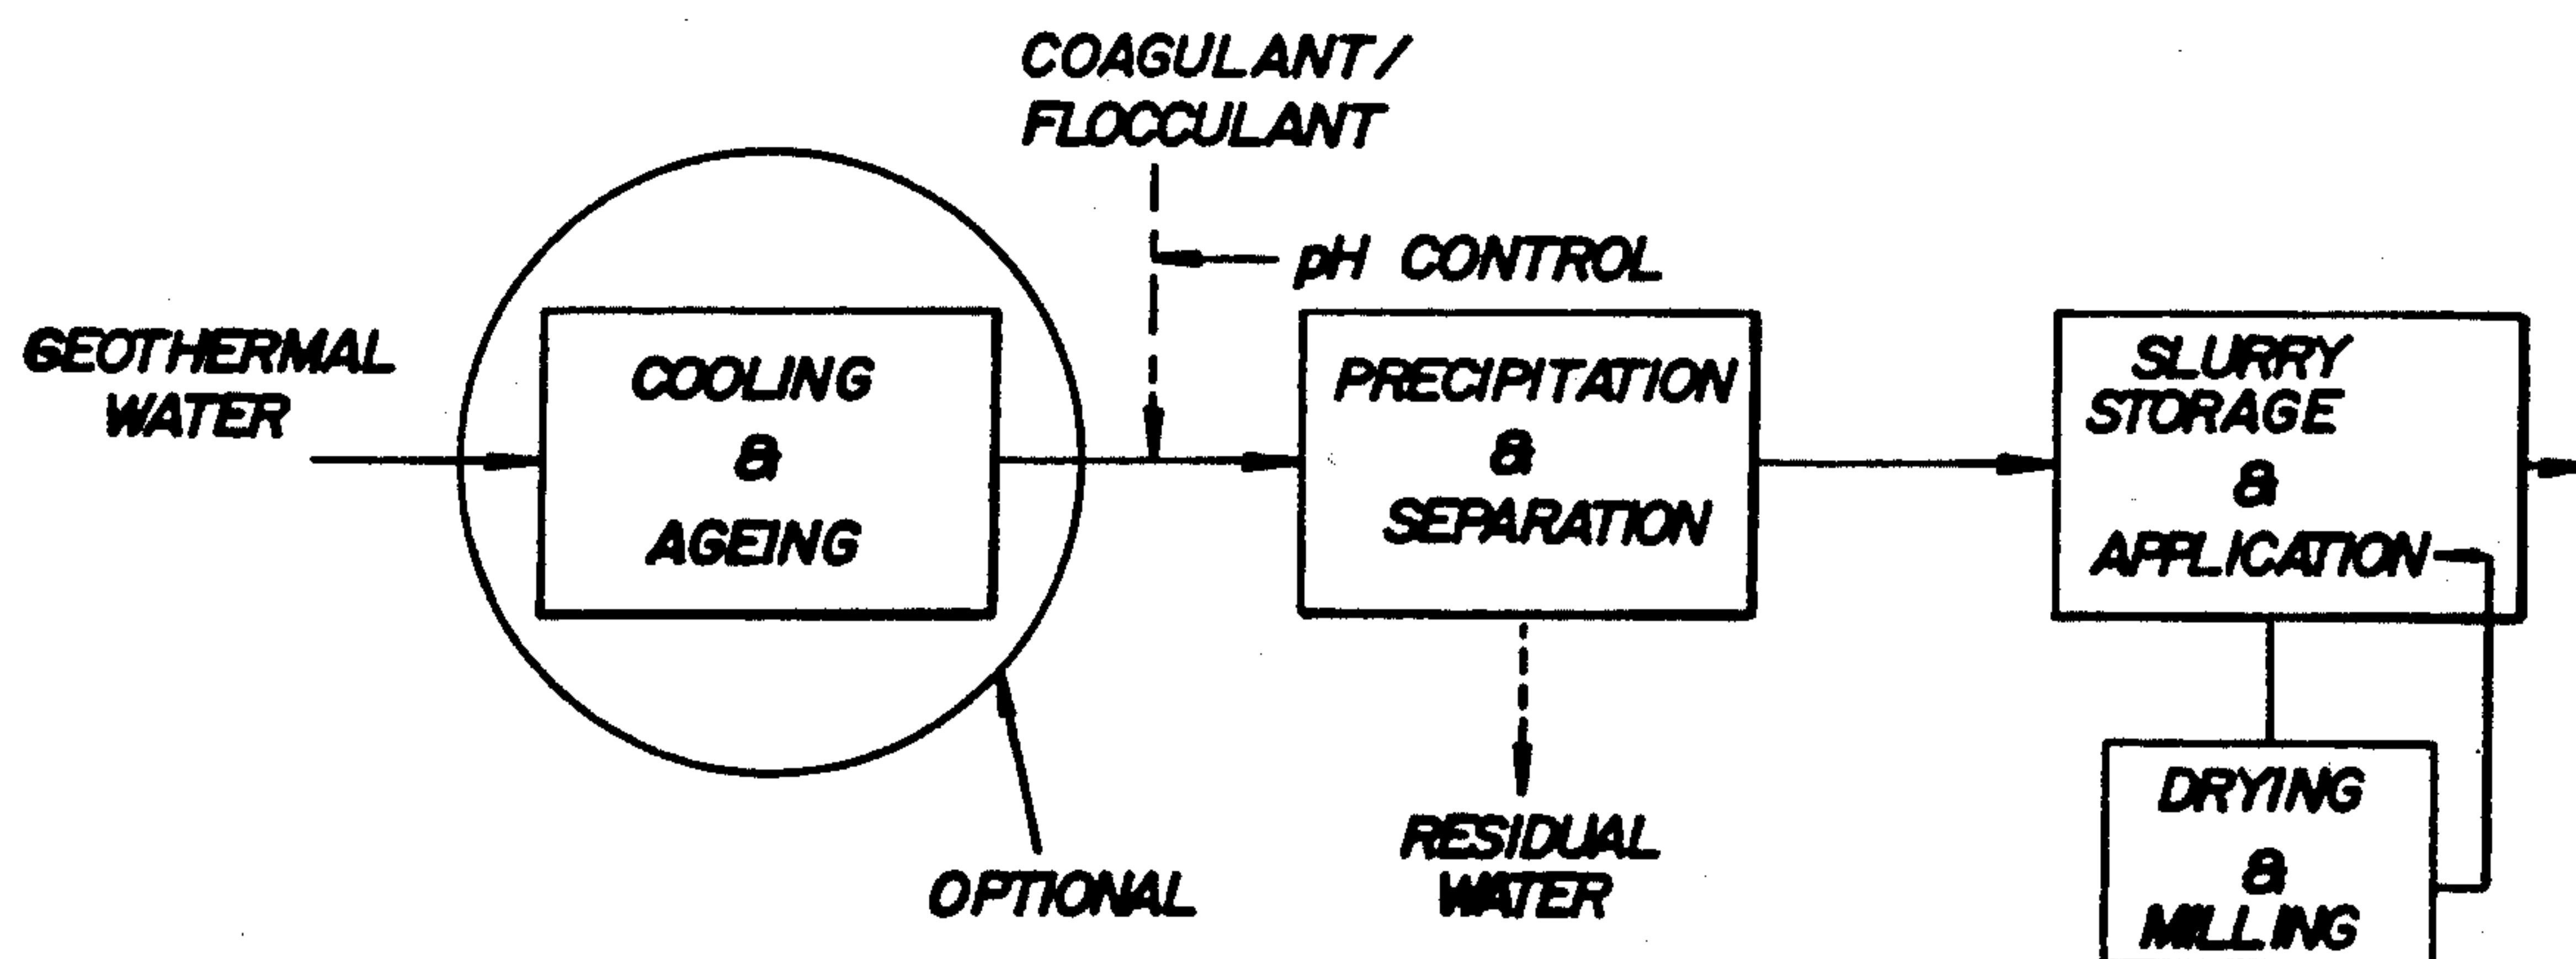 COAGULANT/
FLOCCULANT
pH CONTROL
GEOTHERMAL
WATER
COOLING
&
AGEING
PRECIPITATION
&
SEPARATION
SLURRY
STORAGE
&
APPLICATION
OPTIONAL
RESIDUAL
WATER
DRYING
&
MILLING